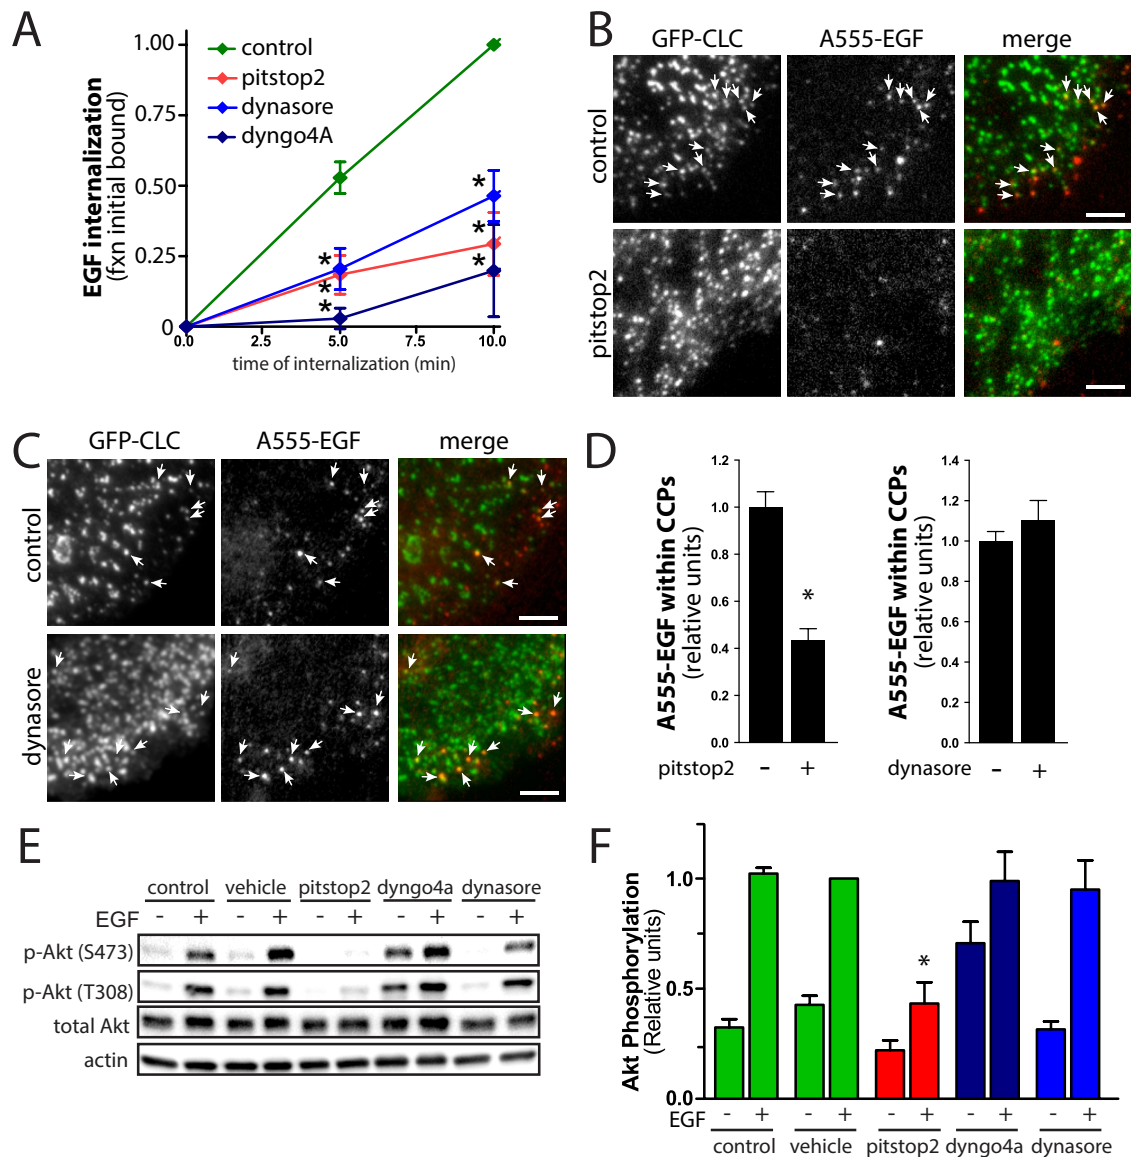 A
EGF internalization
(fxn initial bound)
1.00
0.75
0.50
0.25
0
control
pitstop2
dynasore
dyngo4A
*
*
*
*
*
*
0.0
2.5
5.0
7.5
10.0
time of internalization (min)
B
GFP-CLC
A555-EGF
merge
control
pitstop2
C
GFP-CLC
A555-EGF
merge
control
dynasore
D
A555-EGF within CCPs
(relative units)
1.2
1.0
0.8
0.6
0.4
0.2
0.0
*
pitstop2 - +
A555-EGF within CCPs
(relative units)
1.4
1.2
1.0
0.8
0.6
0.4
0.2
0.0
dynasore - +
E
control vehicle pitstop2 dyngo4a dynasore
EGF - + - + - + - + - +
p-Akt (S473)
p-Akt (T308)
total Akt
actin
F
Akt Phosphorylation
(Relative units)
1.0
0.5
0.0
*
EGF - + - + - + - + - +
control vehicle pitstop2 dyngo4a dynasore